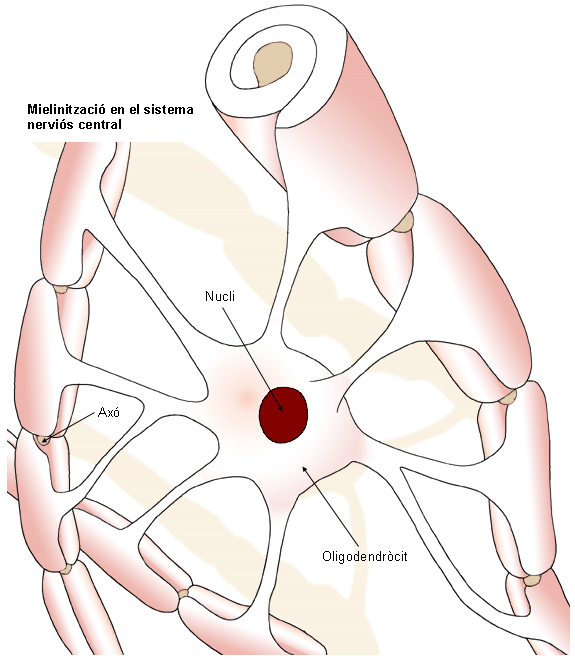 Mielinització en el sistema
nerviós central
Nucli
Axó
Oligodendròcit